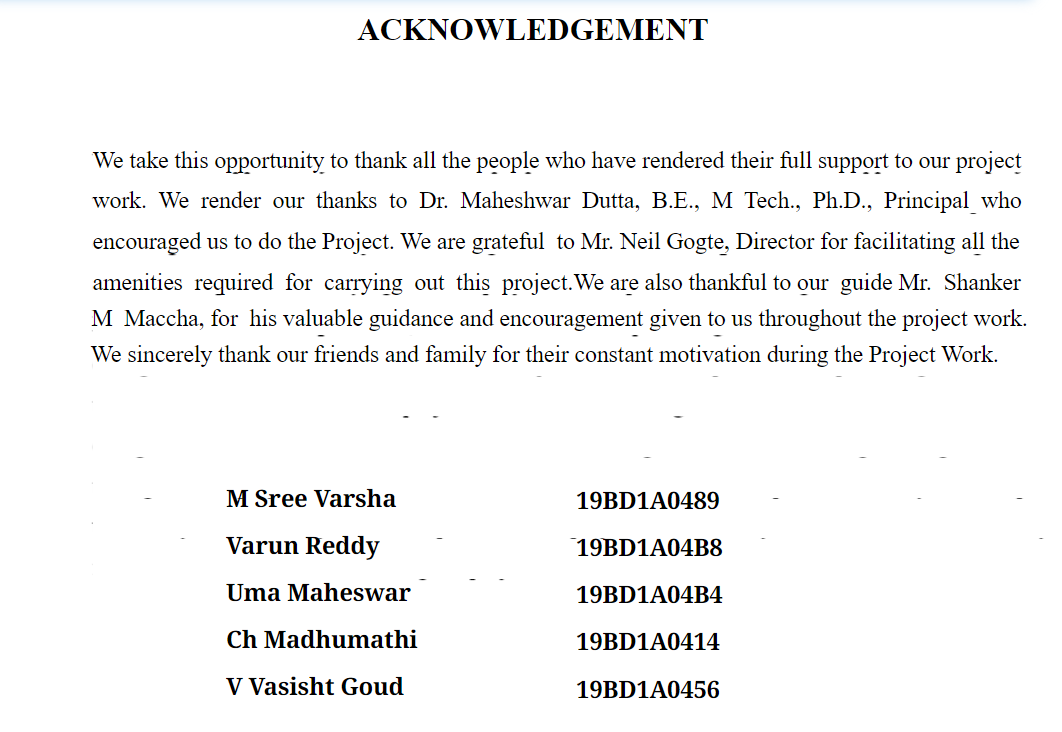 ACKNOWLEDGEMENT
We take this opportunity to thank all the people who have rendered their full support to our project
work. We render our thanks to Dr. Maheshwar Dutta, B.E., M Tech., Ph.D., Principal who
encouraged us to do the Project. We are grateful to Mr. Neil Gogte, Director for facilitating all the
amenities required for carrying out this project.We are also thankful to our guide Mr. Shanker
M Maccha, for his valuable guidance and encouragement given to us throughout the project work.
We sincerely thank our friends and family for their constant motivation during the Project Work.
M Sree Varsha 19BD1A0489
Varun Reddy 19BD1A04B8
Uma Maheswar 19BD1A04B4
Ch Madhumathi 19BD1A0414
V Vasisht Goud 19BD1A0456